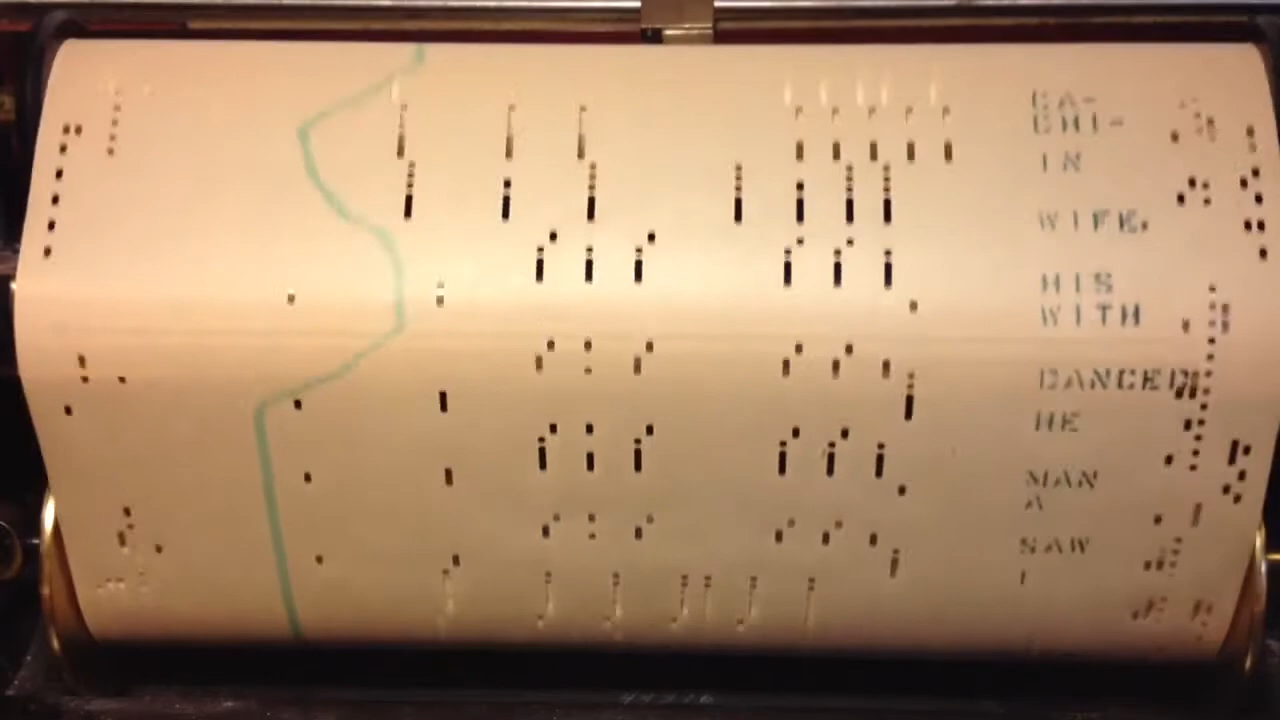 CA-
CHI-
IN
WIFE,
HIS
WITH
DANCED
HE
MAN
A
SAW
I